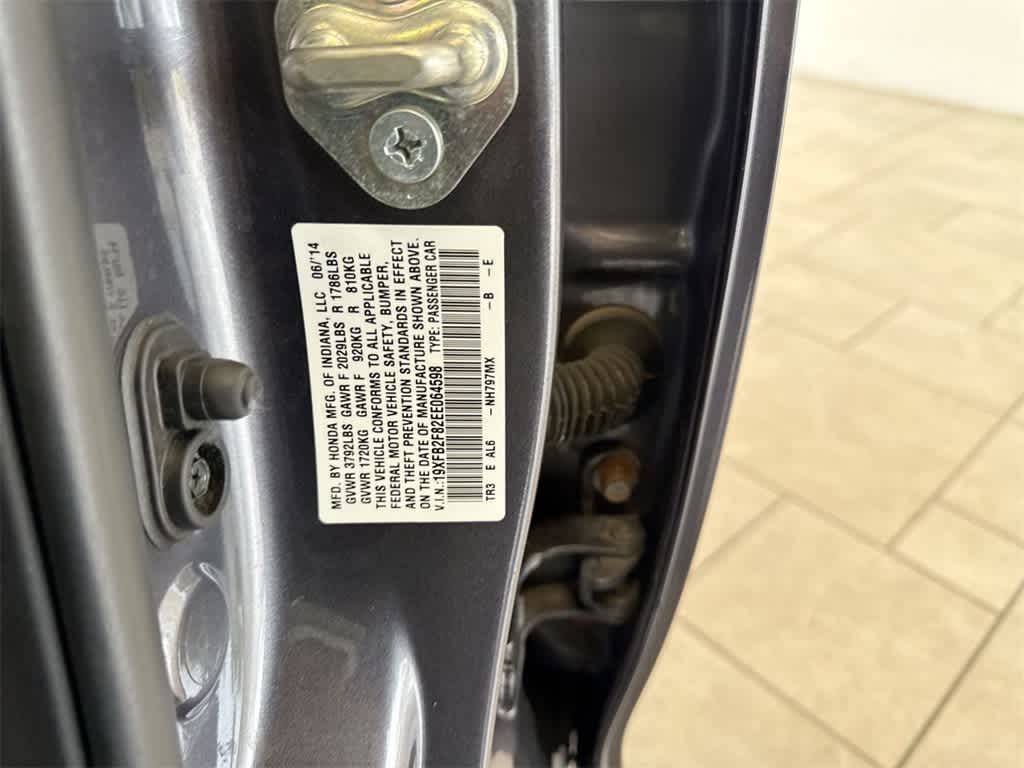 MFD. BY HONDA MFG. OF INDIANA, LLC 06/'14
GVWR 3792LBS GAWR F 2029LBS R 1786LBS
GVWR 1720KG GAWR F 920KG R 810KG
THIS VEHICLE CONFORMS TO ALL APPLICABLE
FEDERAL MOTOR VEHICLE SAFETY, BUMPER,
AND THEFT PREVENTION STANDARDS IN EFFECT
ON THE DATE OF MANUFACTURE SHOWN ABOVE.
V.I.N.:19XFB2F82EE064598 TYPE: PASSENGER CAR
TR3 E AL6 -NH797MX -B -E